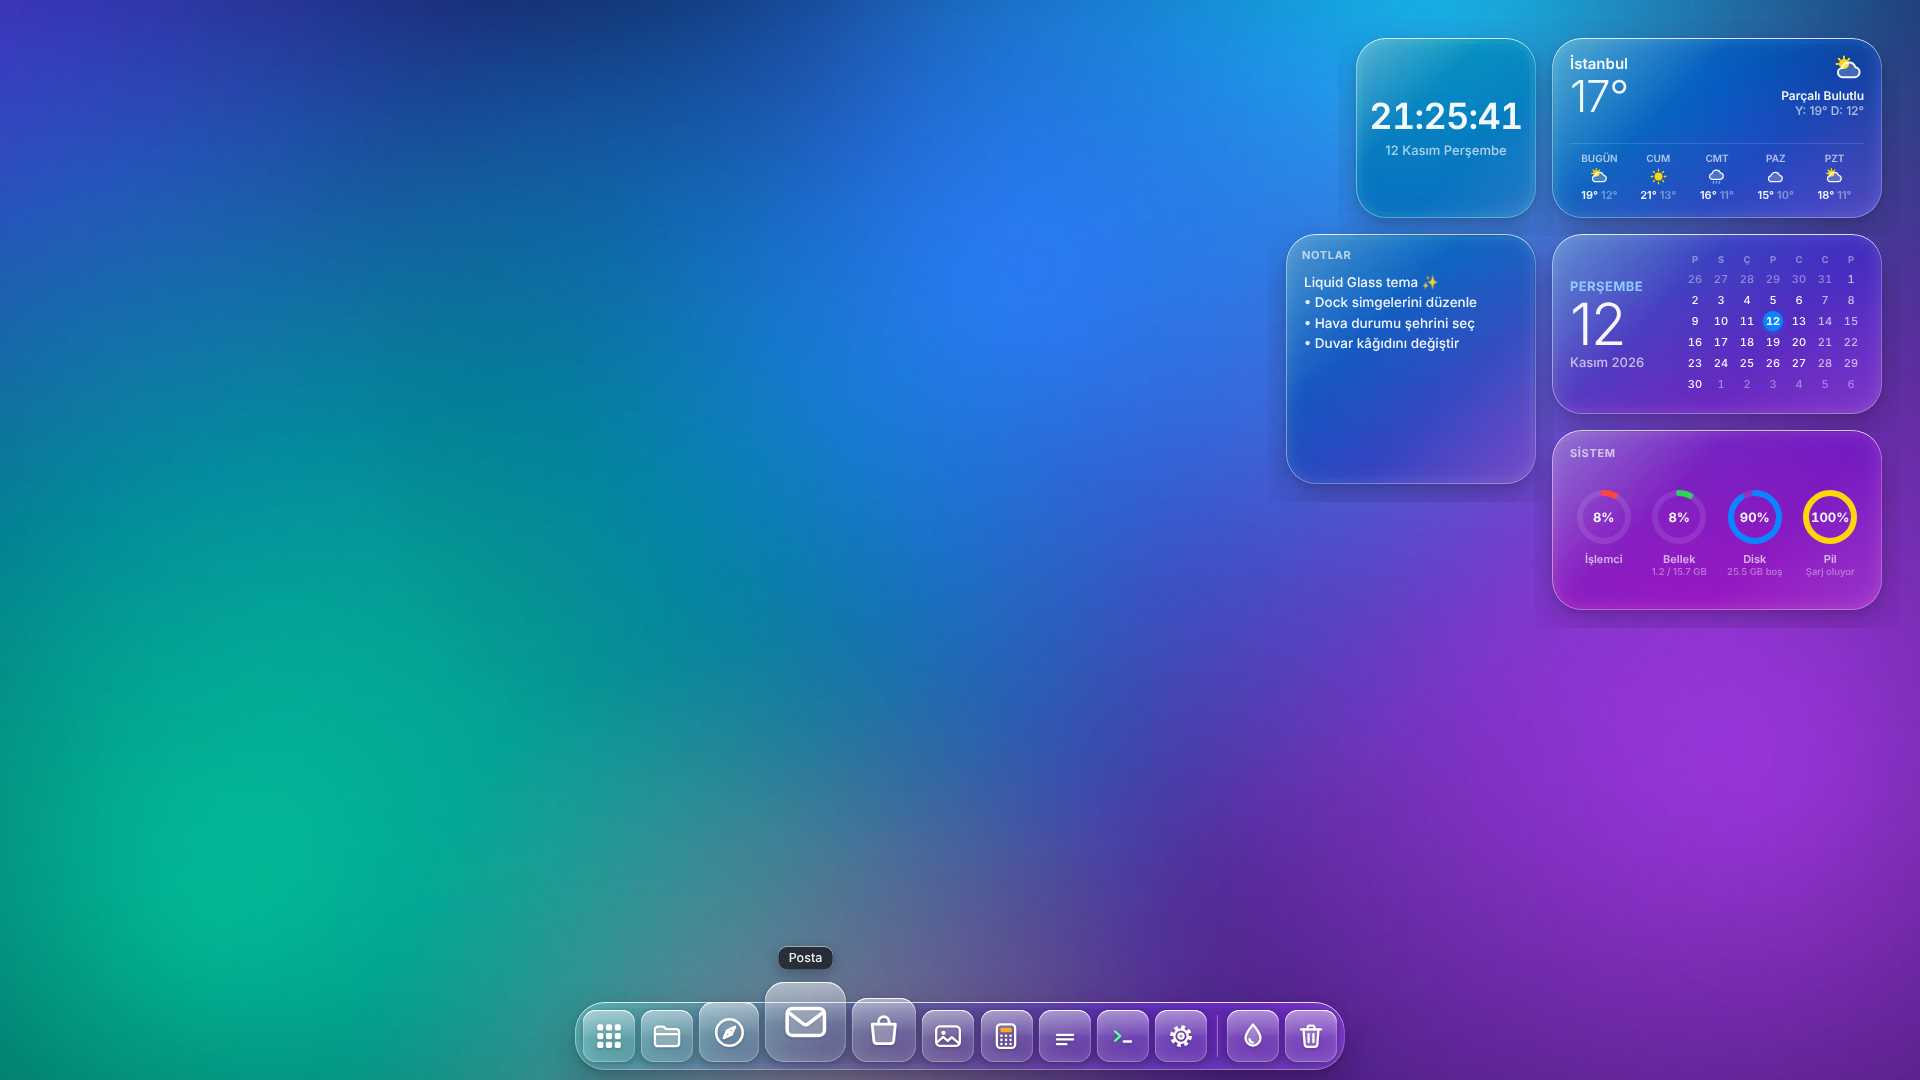 21:25:41
12 Kasım Perşembe
İstanbul
17°
Parçalı Bulutlu
Y: 19° D: 12°
BUGÜN CUM CMT PAZ PZT
19° 12° 21° 13° 16° 11° 15° 10° 18° 11°
NOTLAR
Liquid Glass tema ✨
• Dock simgelerini düzenle
• Hava durumu şehrini seç
• Duvar kâğıdını değiştir
PERŞEMBE
12
Kasım 2026
P S Ç P C C P
26 27 28 29 30 31 1
2 3 4 5 6 7 8
9 10 11 12 13 14 15
16 17 18 19 20 21 22
23 24 25 26 27 28 29
30 1 2 3 4 5 6
SİSTEM
8% 8% 90% 100%
İşlemci Bellek Disk Pil
1.2 / 15.7 GB 25.5 GB boş Şarj oluyor
Posta